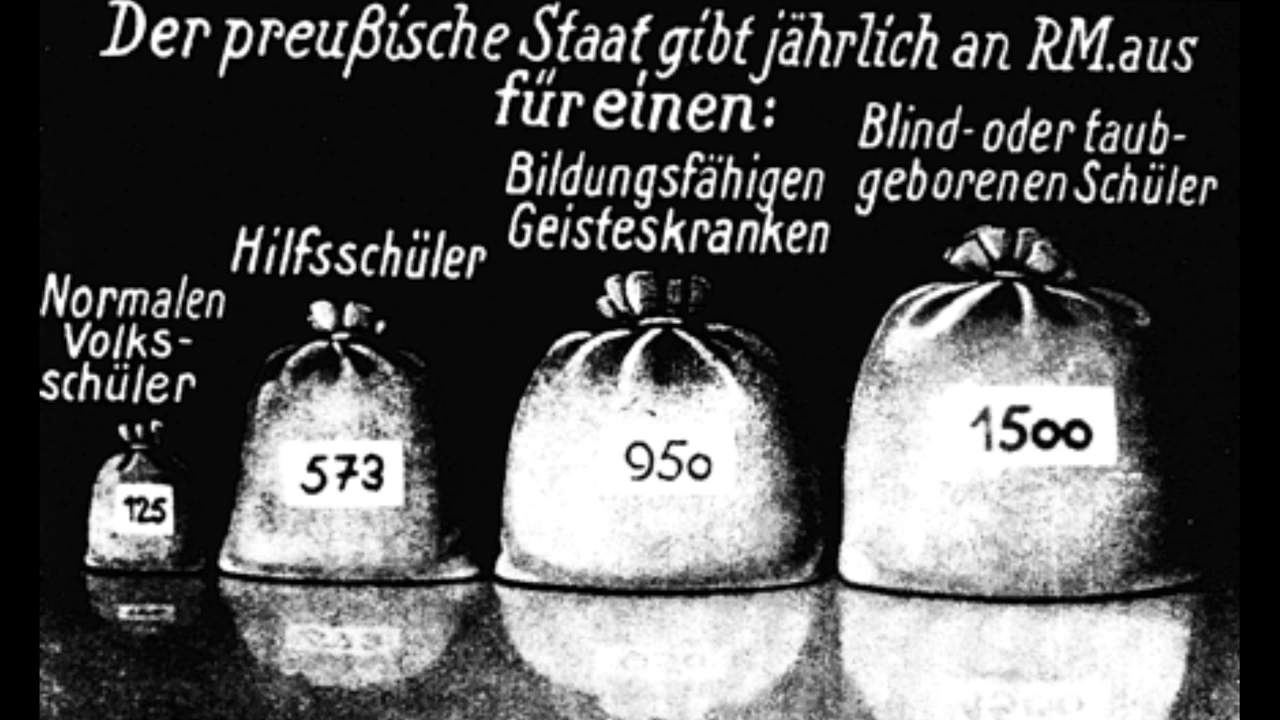 Der preußische Staat gibt jährlich an RM. aus
für einen:
Normalen
Volks-
schüler
125
Hilfsschüler
573
Bildungsfähigen
Geisteskranken
950
Blind- oder taub-
geborenen Schüler
1500